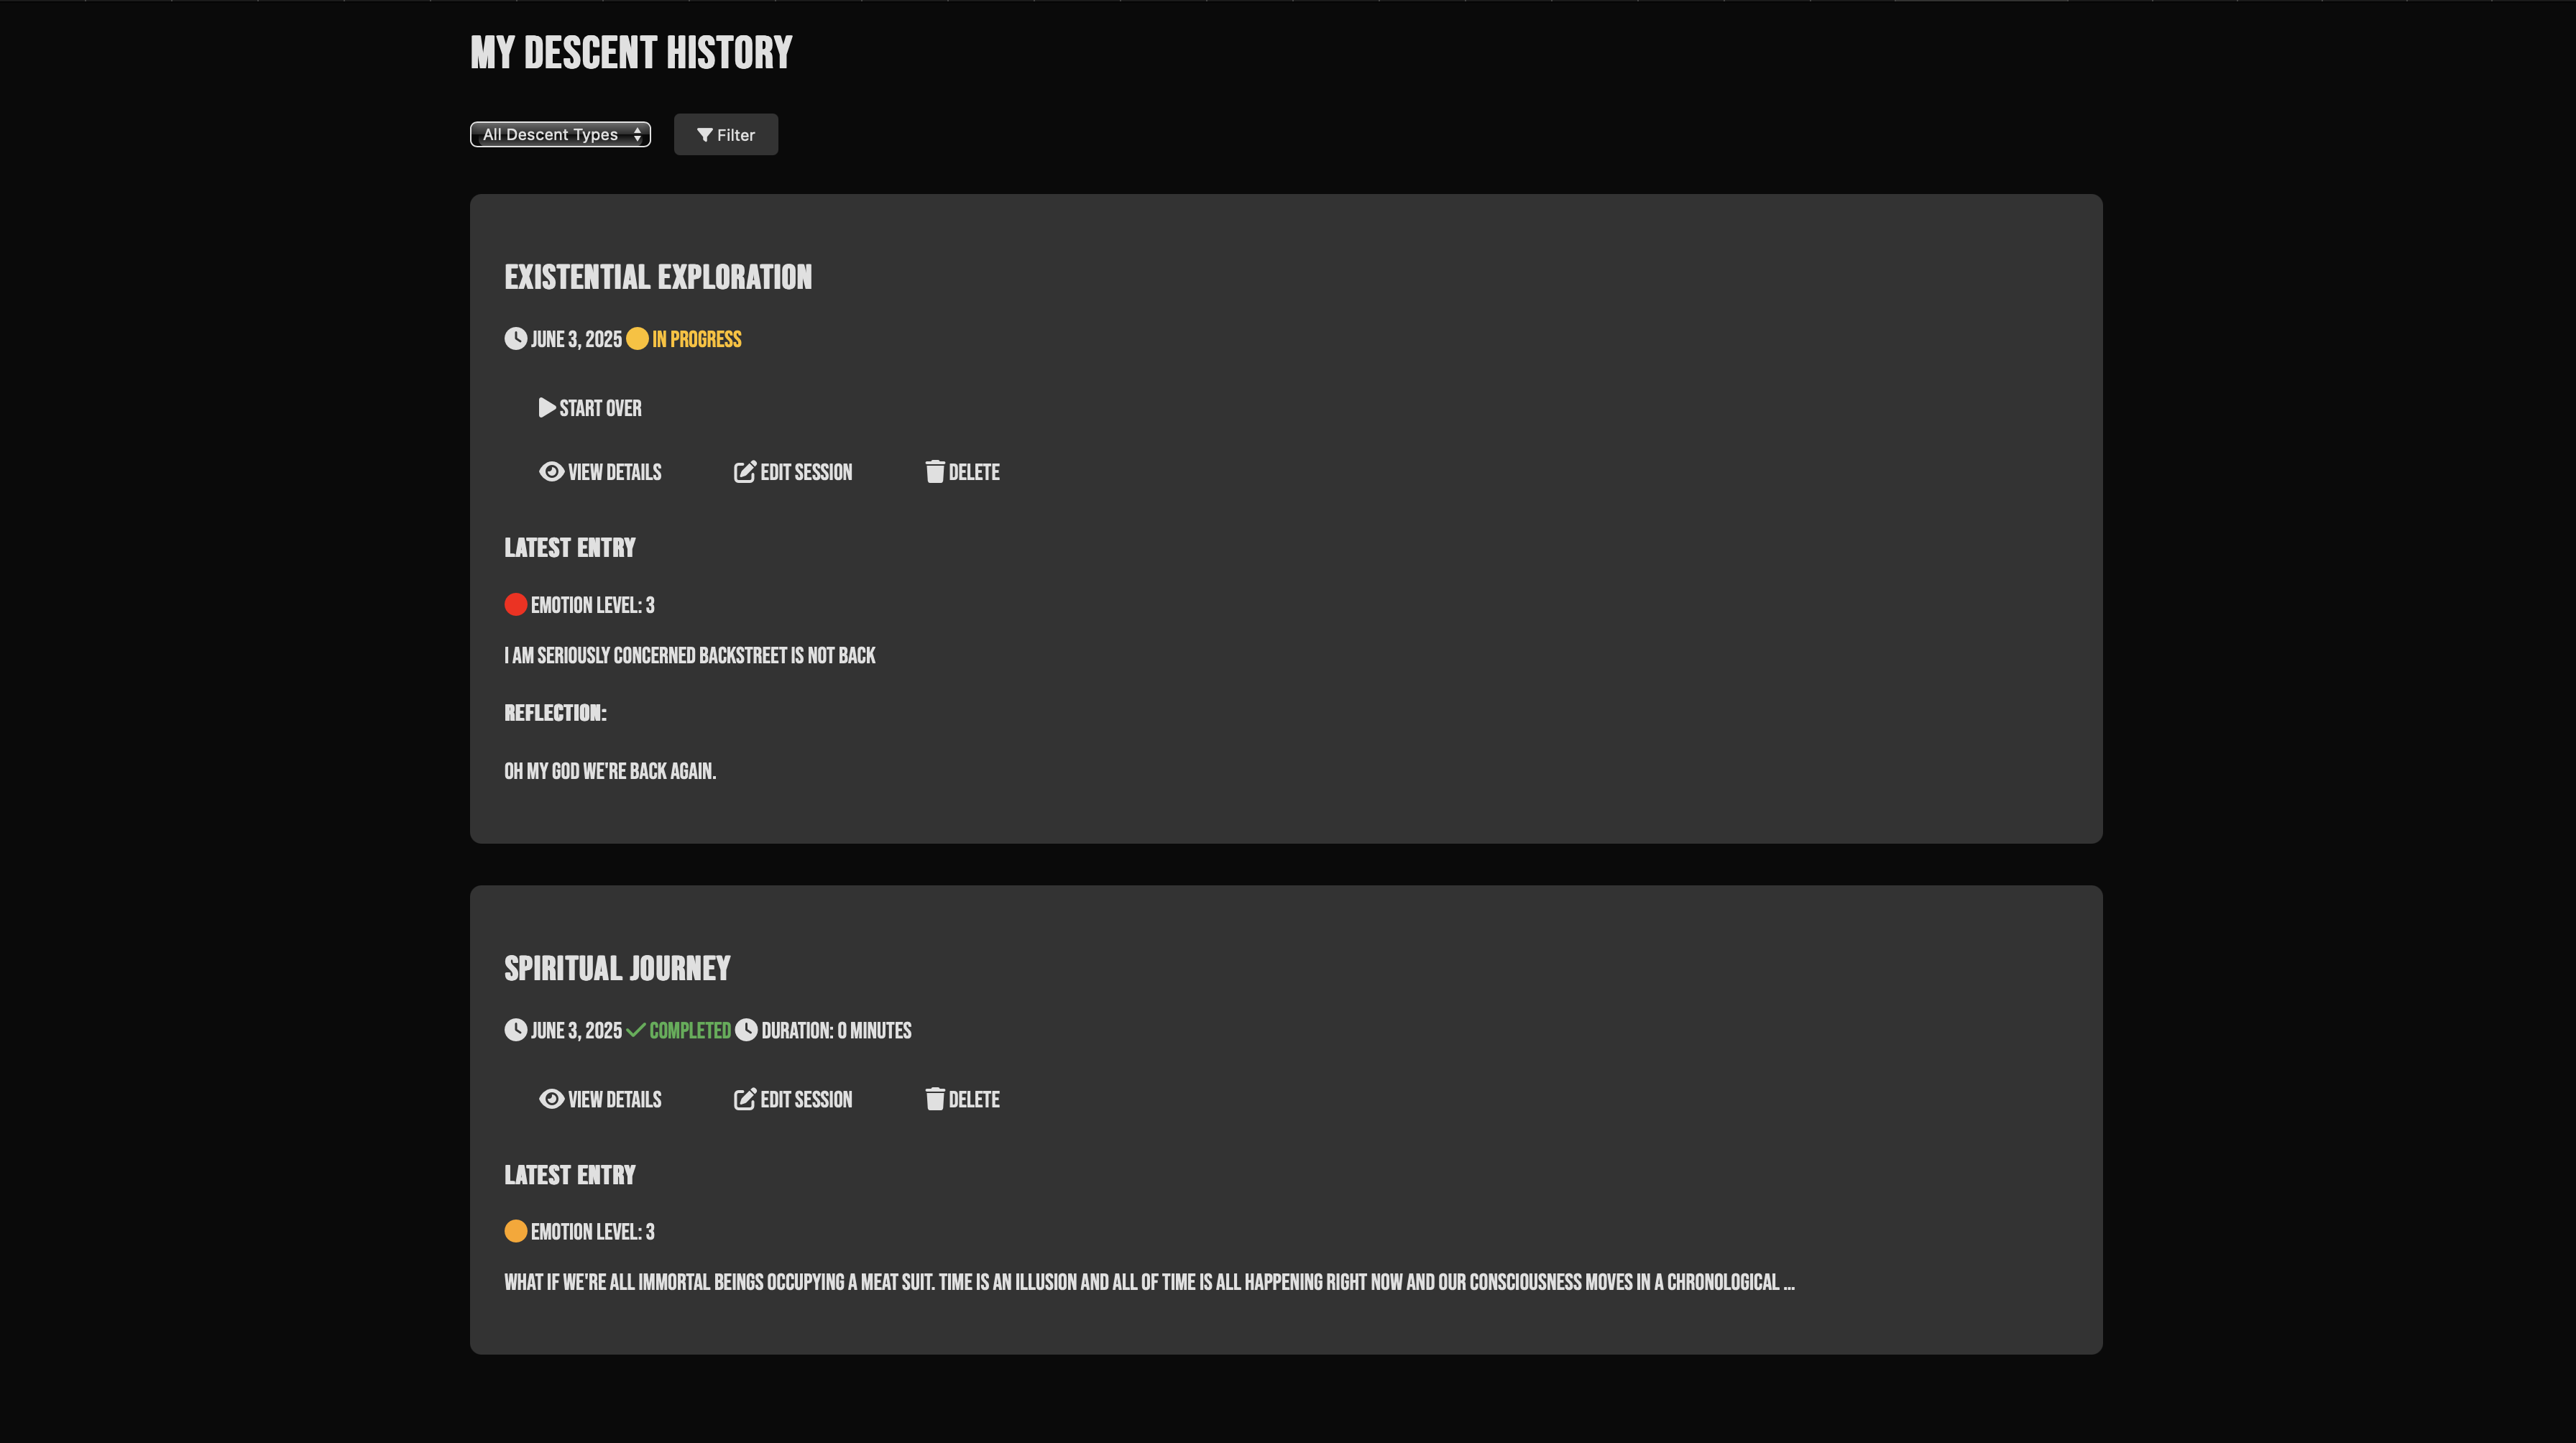 MY DESCENT HISTORY
All Descent Types
Filter
EXISTENTIAL EXPLORATION
JUNE 3, 2025 IN PROGRESS
START OVER
VIEW DETAILS EDIT SESSION DELETE
LATEST ENTRY
EMOTION LEVEL: 3
I AM SERIOUSLY CONCERNED BACKSTREET IS NOT BACK
REFLECTION:
OH MY GOD WE'RE BACK AGAIN.
SPIRITUAL JOURNEY
JUNE 3, 2025 COMPLETED DURATION: 0 MINUTES
VIEW DETAILS EDIT SESSION DELETE
LATEST ENTRY
EMOTION LEVEL: 3
WHAT IF WE'RE ALL IMMORTAL BEINGS OCCUPYING A MEAT SUIT. TIME IS AN ILLUSION AND ALL OF TIME IS ALL HAPPENING RIGHT NOW AND OUR CONSCIOUSNESS MOVES IN A CHRONOLOGICAL ...